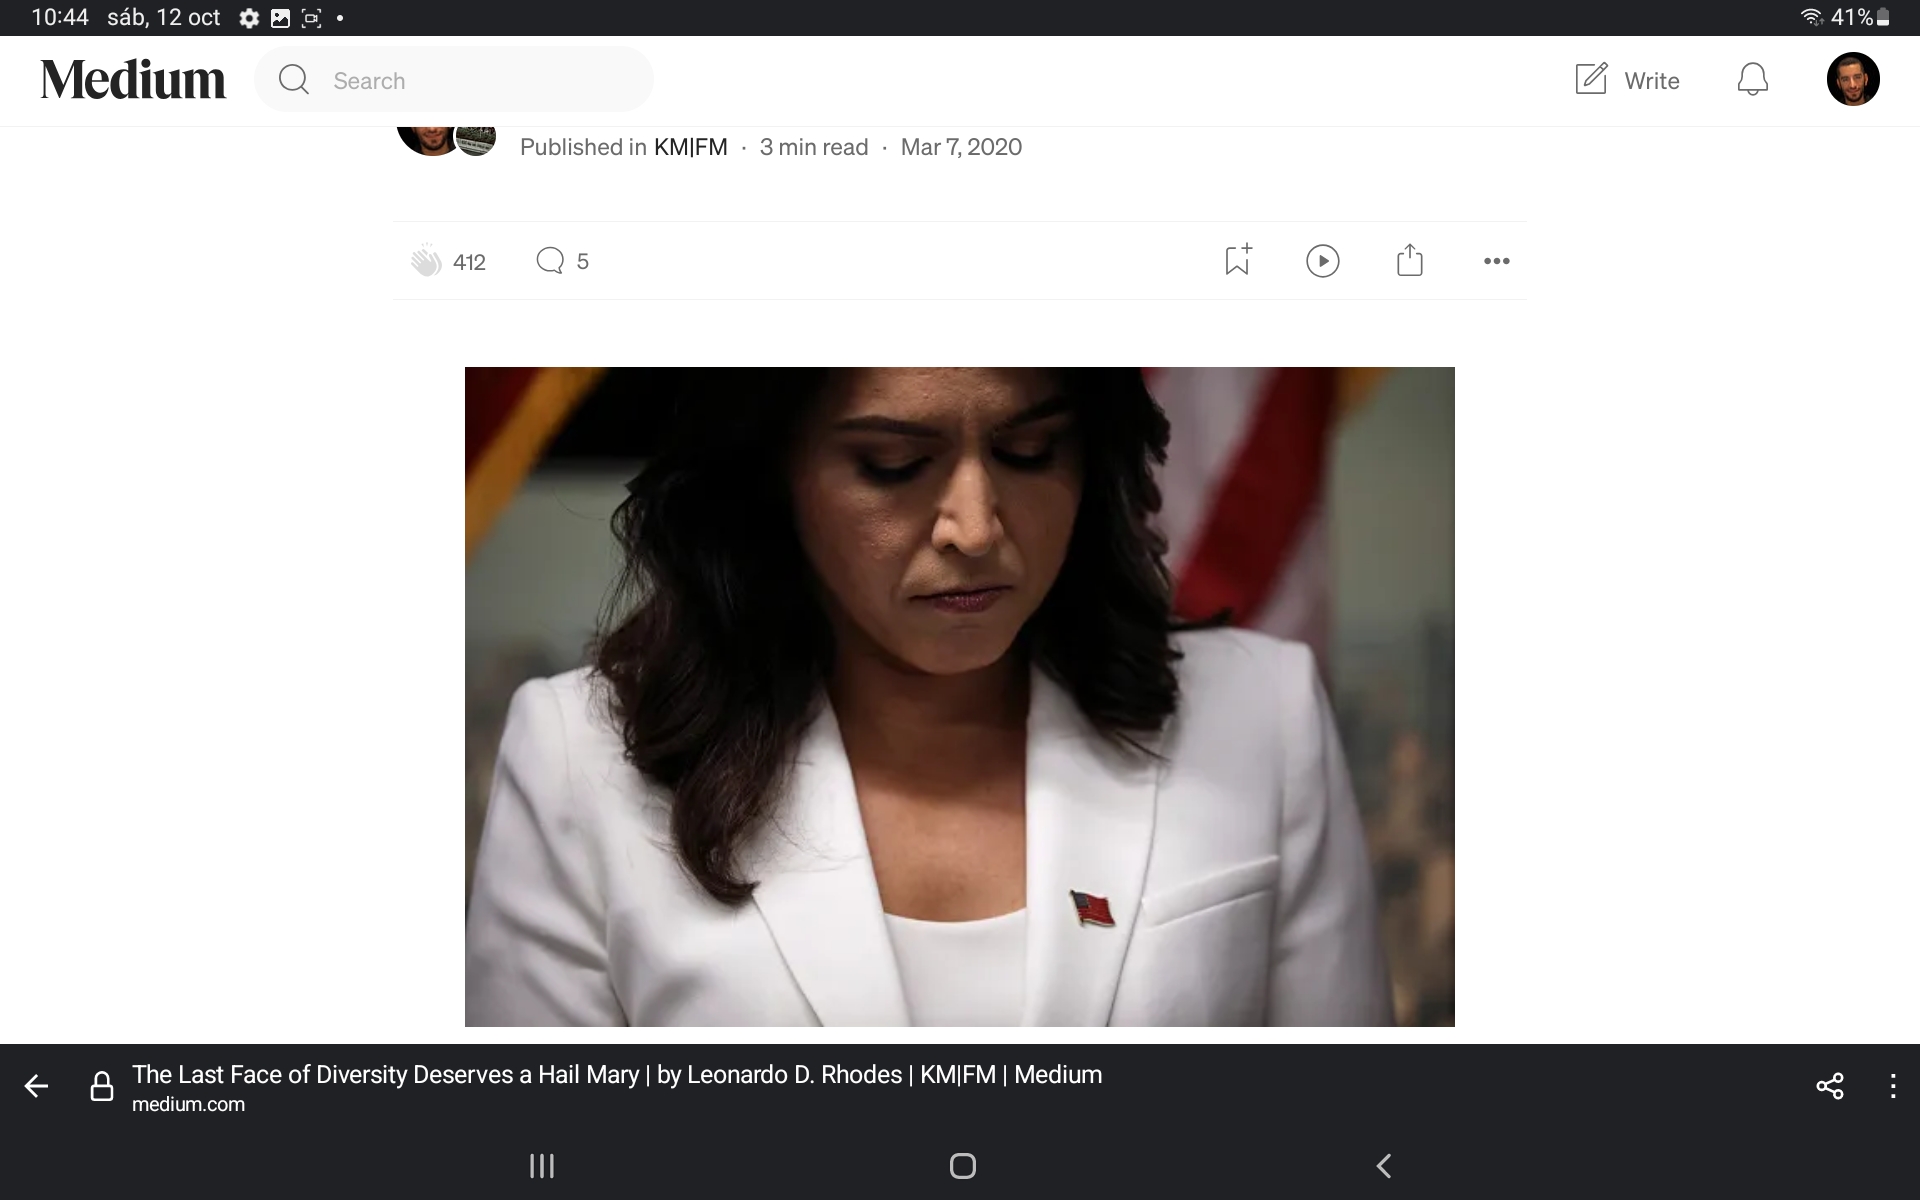 10:44 sáb, 12 oct 41%
Medium Search Write
Published in KM|FM · 3 min read · Mar 7, 2020
412 5
The Last Face of Diversity Deserves a Hail Mary | by Leonardo D. Rhodes | KM|FM | Medium
medium.com